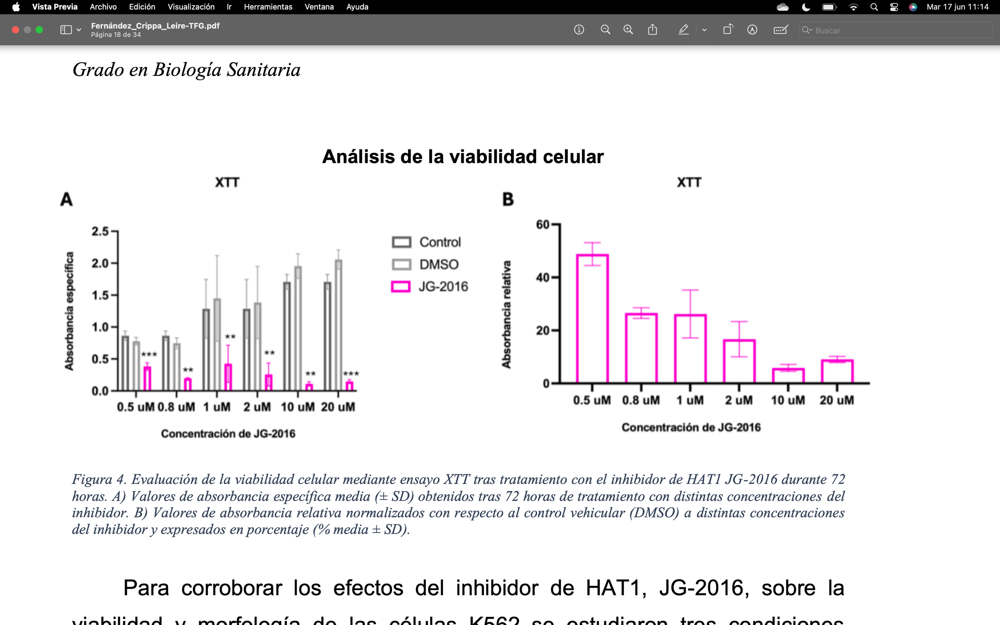 Vista Previa Archivo Edición Visualización Ir Herramientas Ventana Ayuda Mar 17 jun 11:14
Fernández_Crippa_Leire-TFG.pdf
Página 18 de 34
Buscar
Grado en Biología Sanitaria
Análisis de la viabilidad celular
XTT
A
Absorbancia específica
2.5
2.0
1.5
1.0
0.5
0.0
***
**
**
**
**
***
0.5 uM 0.8 uM 1 uM 2 uM 10 uM 20 uM
Concentración de JG-2016
Control
DMSO
JG-2016
XTT
B
Absorbancia relativa
60
40
20
0
0.5 uM 0.8 uM 1 uM 2 uM 10 uM 20 uM
Concentración de JG-2016
Figura 4. Evaluación de la viabilidad celular mediante ensayo XTT tras tratamiento con el inhibidor de HAT1 JG-2016 durante 72
horas. A) Valores de absorbancia específica media (± SD) obtenidos tras 72 horas de tratamiento con distintas concentraciones del
inhibidor. B) Valores de absorbancia relativa normalizados con respecto al control vehicular (DMSO) a distintas concentraciones
del inhibidor y expresados en porcentaje (% media ± SD).
Para corroborar los efectos del inhibidor de HAT1, JG-2016, sobre la
viabilidad y morfología de las células K562 se estudiaron tres condiciones